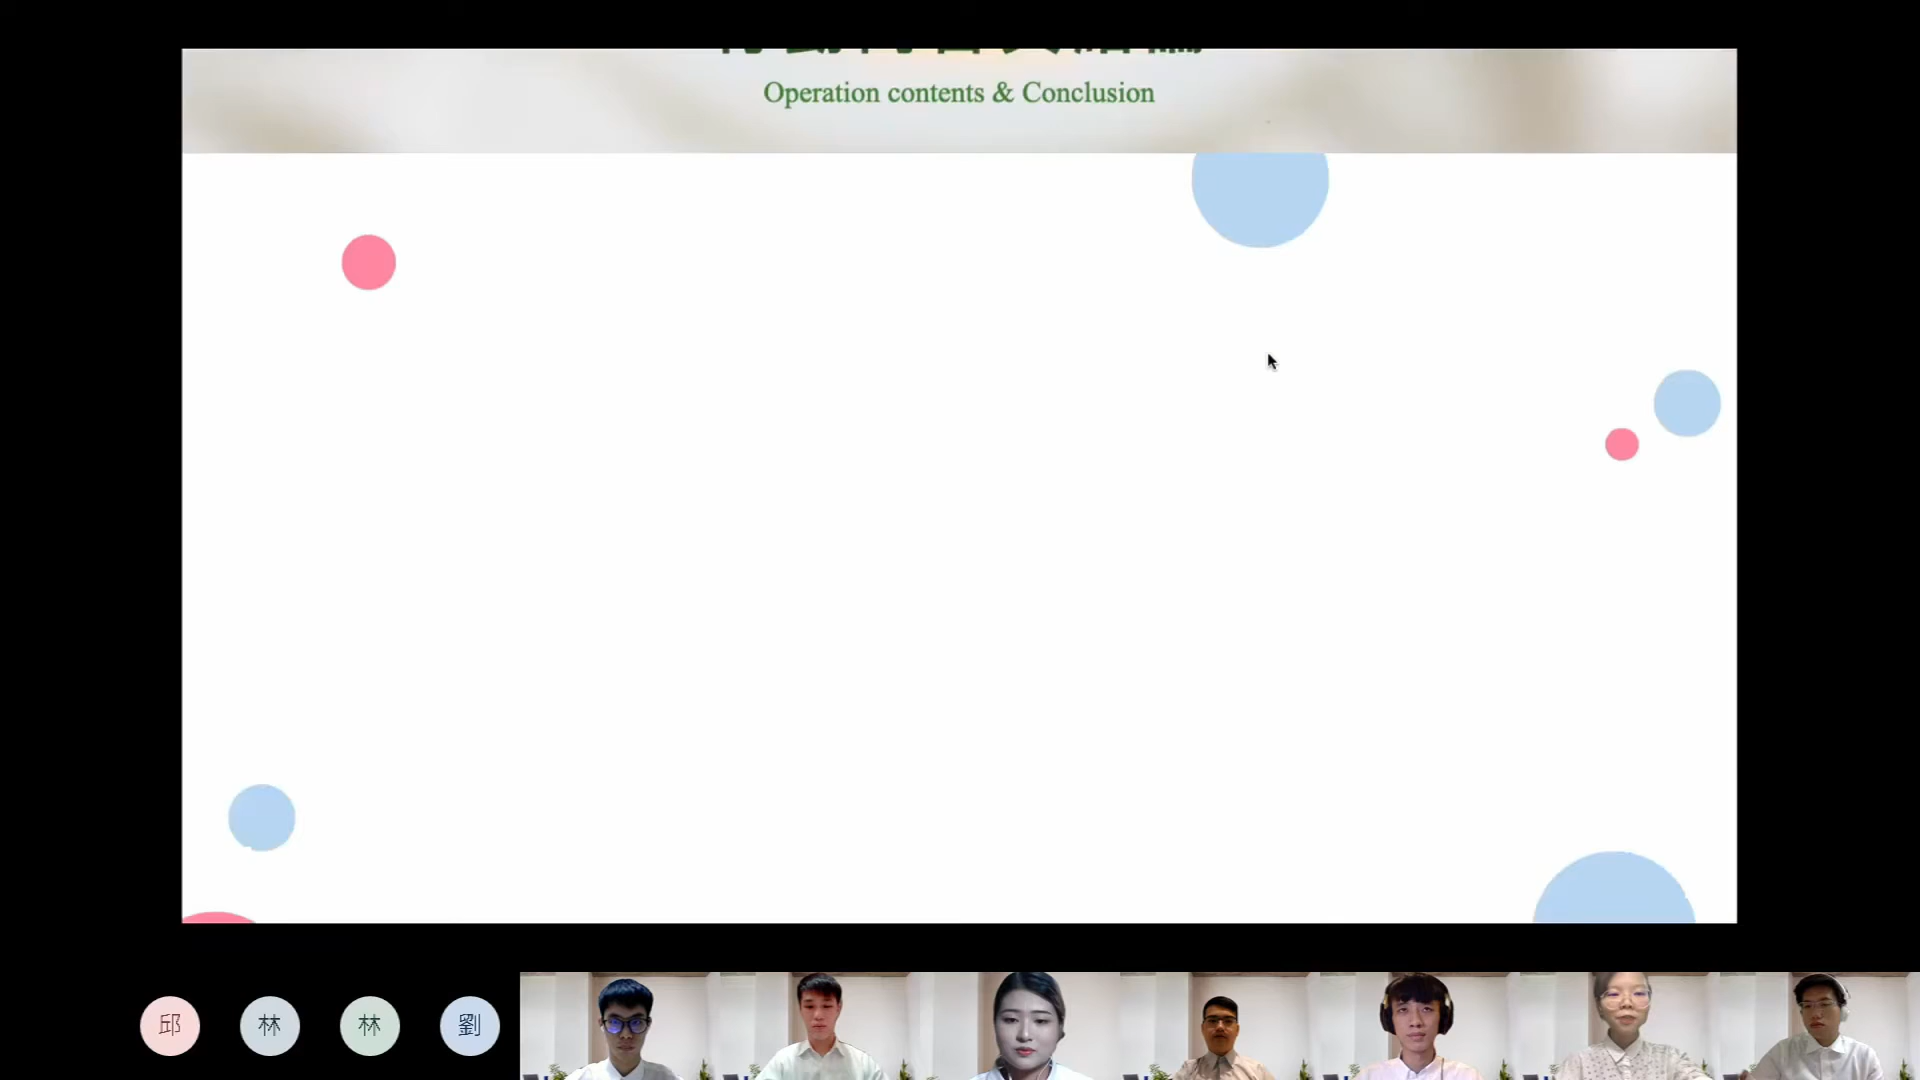 Operation contents & Conclusion
邱 林 林 劉